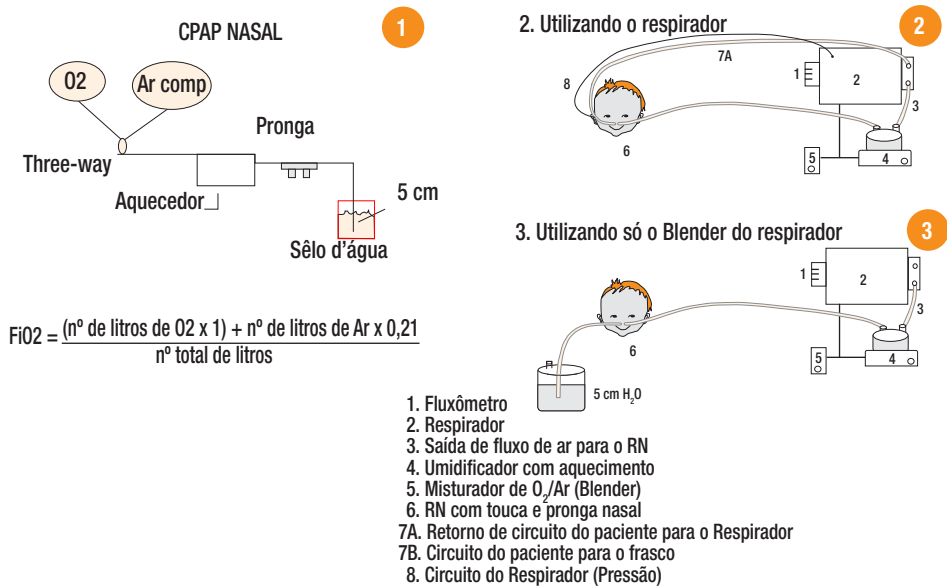 CPAP NASAL
1
O2
Ar comp
Pronga
Three-way
Aquecedor
5 cm
Sêlo d'água
FiO2 = (nº de litros de O2 x 1) + nº de litros de Ar x 0,21
nº total de litros
2. Utilizando o respirador
2
7A
1
2
8
3
6
5
4
3. Utilizando só o Blender do respirador
3
1
2
3
6
5
4
5 cm H₂O
1. Fluxômetro
2. Respirador
3. Saída de fluxo de ar para o RN
4. Umidificador com aquecimento
5. Misturador de O₂/Ar (Blender)
6. RN com touca e pronga nasal
7A. Retorno de circuito do paciente para o Respirador
7B. Circuito do paciente para o frasco
8. Circuito do Respirador (Pressão)